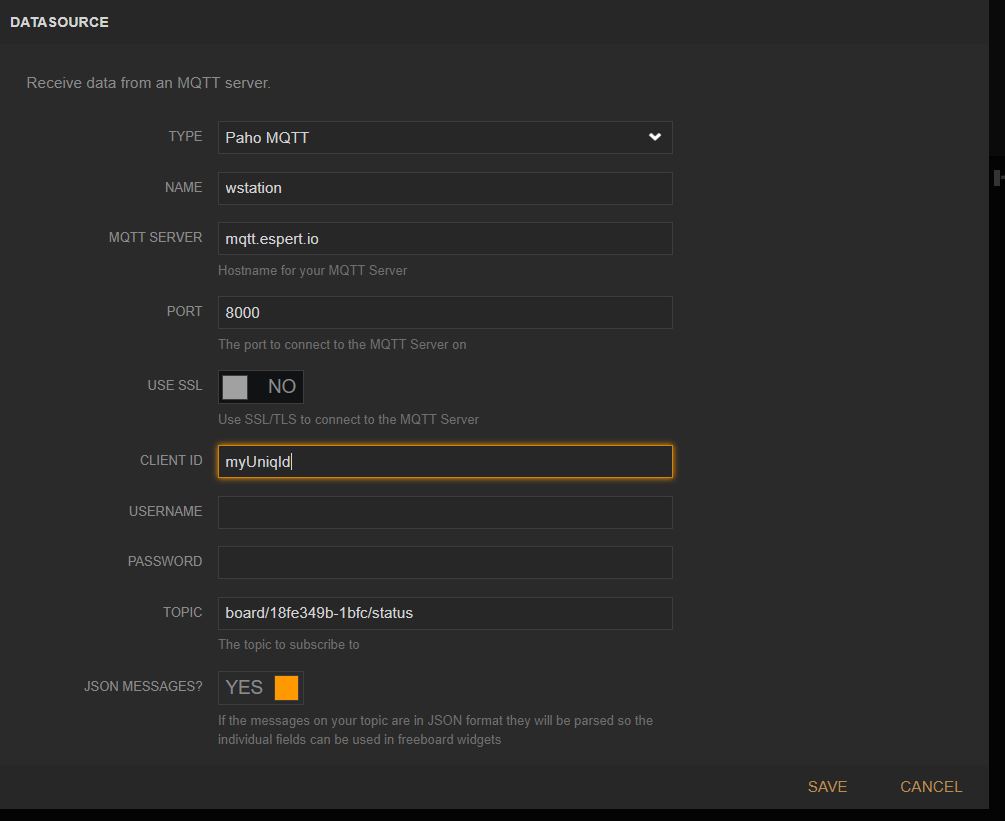 DATASOURCE
Receive data from an MQTT server.
TYPE Paho MQTT
NAME wstation
MQTT SERVER mqtt.espert.io
Hostname for your MQTT Server
PORT 8000
The port to connect to the MQTT Server on
USE SSL NO
Use SSL/TLS to connect to the MQTT Server
CLIENT ID myUniqId
USERNAME
PASSWORD
TOPIC board/18fe349b-1bfc/status
The topic to subscribe to
JSON MESSAGES? YES
If the messages on your topic are in JSON format they will be parsed so the
individual fields can be used in freeboard widgets
SAVE CANCEL